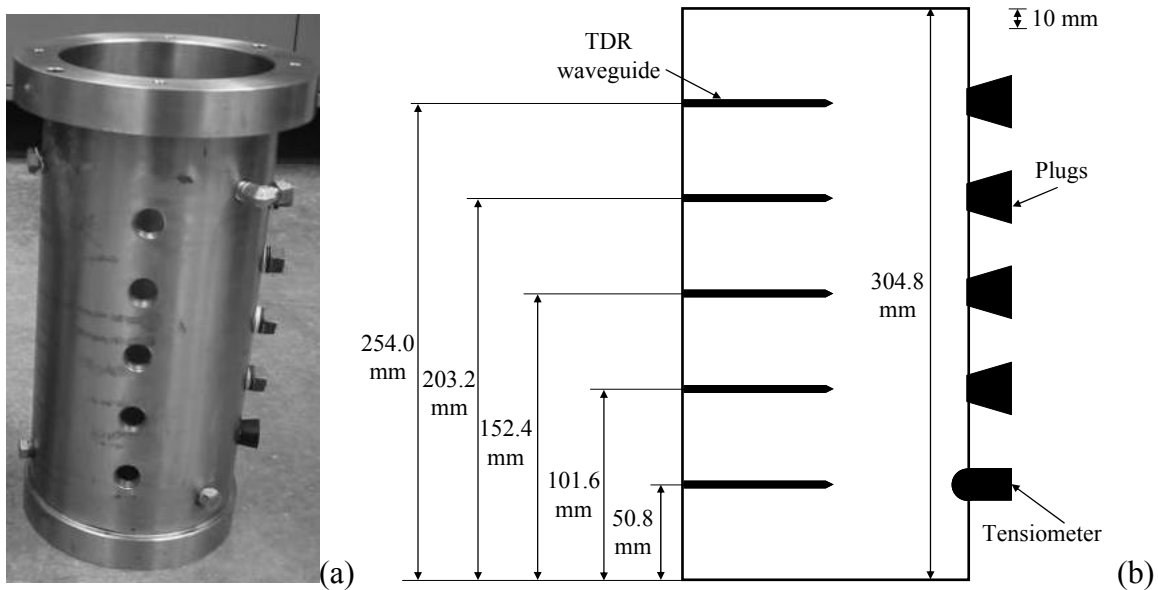 10 mm
TDR
waveguide
Plugs
304.8
mm
254.0
mm
203.2
mm
152.4
mm
101.6
mm
50.8
mm
Tensiometer
(a)
(b)